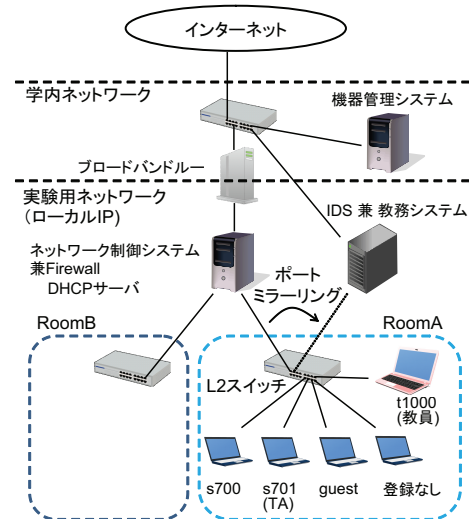 インターネット
学内ネットワーク
機器管理システム
ブロードバンドルー
実験用ネットワーク
(ローカルIP)
IDS 兼 教務システム
ネットワーク制御システム
兼Firewall
DHCPサーバ
ポート
ミラーリング
RoomB
RoomA
L2スイッチ
t1000
(教員)
s700
s701
(TA)
guest
登録なし